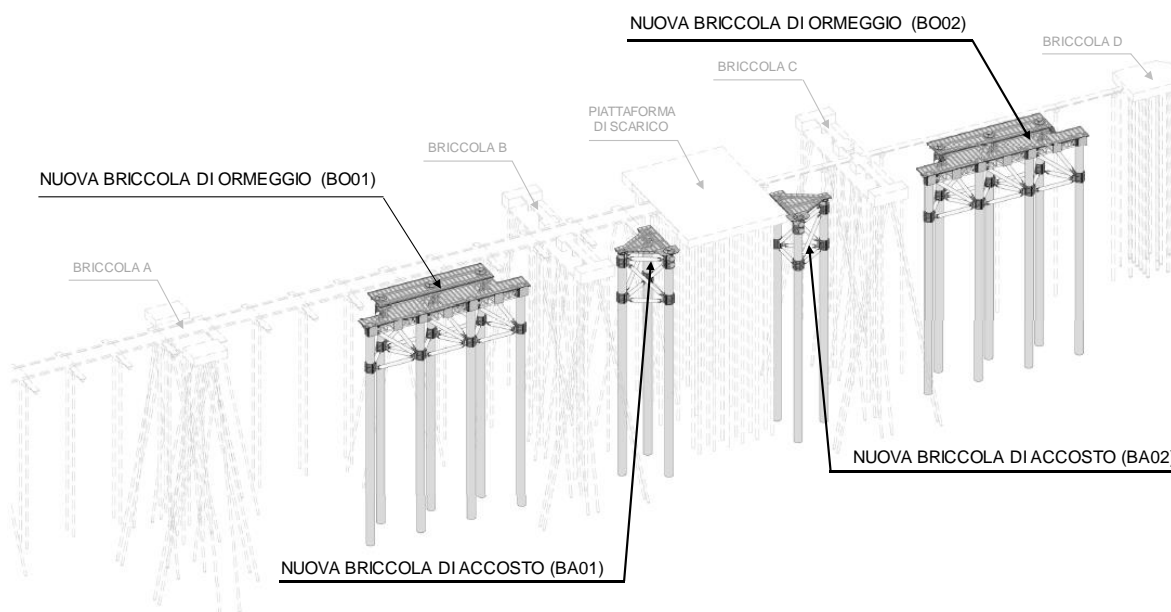 NUOVA BRICCOLA DI ORMEGGIO (BO02)
BRICCOLA D
BRICCOLA C
PIATTAFORMA
DI SCARICO
BRICCOLA B
NUOVA BRICCOLA DI ORMEGGIO (BO01)
BRICCOLA A
NUOVA BRICCOLA DI ACCOSTO (BA02)
NUOVA BRICCOLA DI ACCOSTO (BA01)